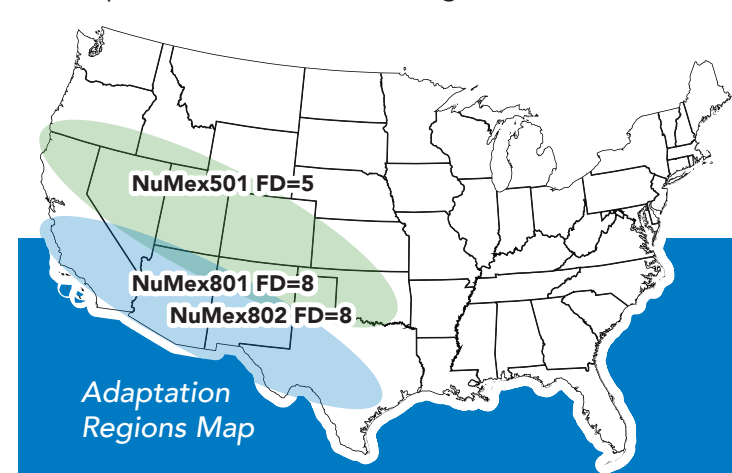 NuMex501 FD=5
NuMex801 FD=8
NuMex802 FD=8
Adaptation
Regions Map